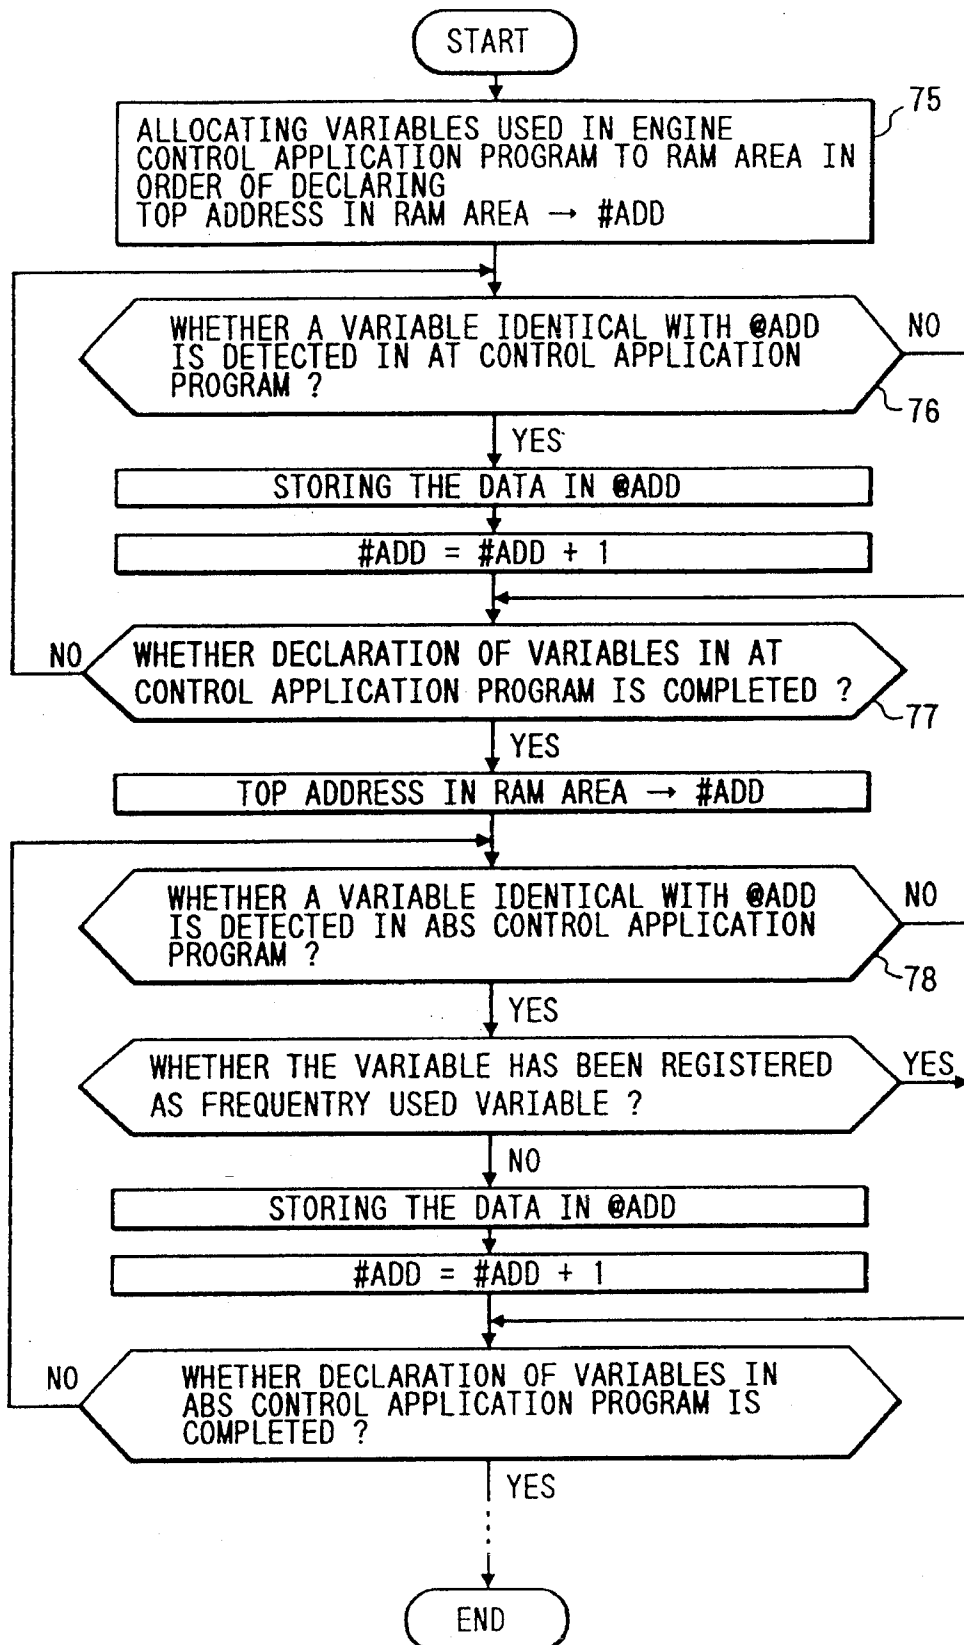 START
75
ALLOCATING VARIABLES USED IN ENGINE
CONTROL APPLICATION PROGRAM TO RAM AREA IN
ORDER OF DECLARING
TOP ADDRESS IN RAM AREA → #ADD
WHETHER A VARIABLE IDENTICAL WITH @ADD
IS DETECTED IN AT CONTROL APPLICATION
PROGRAM ?
NO
76
YES
STORING THE DATA IN @ADD
#ADD = #ADD + 1
NO
WHETHER DECLARATION OF VARIABLES IN AT
CONTROL APPLICATION PROGRAM IS COMPLETED ?
77
YES
TOP ADDRESS IN RAM AREA → #ADD
WHETHER A VARIABLE IDENTICAL WITH @ADD
IS DETECTED IN ABS CONTROL APPLICATION
PROGRAM ?
NO
78
YES
WHETHER THE VARIABLE HAS BEEN REGISTERED
AS FREQUENTRY USED VARIABLE ?
YES
NO
STORING THE DATA IN @ADD
#ADD = #ADD + 1
NO
WHETHER DECLARATION OF VARIABLES IN
ABS CONTROL APPLICATION PROGRAM IS
COMPLETED ?
YES
END